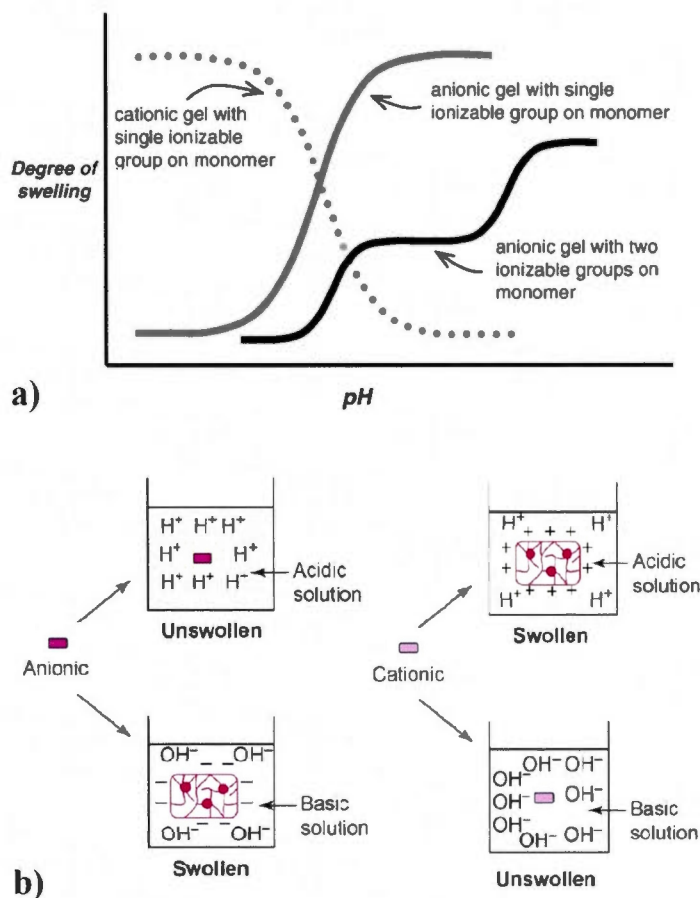 cationic gel with
single ionizable
group on monomer
anionic gel with single
ionizable group on monomer
Degree of
swelling
anionic gel with two
ionizable groups on
monomer
a)
pH
H⁺ H⁺ H⁺
H⁺ H⁺
H⁺ H⁺ H⁻
Acidic
solution
Unswollen
Anionic
OH⁻ – – OH⁻
– –
– –
OH⁻ – – OH⁻
Basic
solution
Swollen
H⁺ + + + H⁺
+ +
+ +
H⁺ + + + H⁺
Acidic
solution
Swollen
Cationic
OH⁻ OH⁻
OH⁻
OH⁻ OH⁻
OH⁻
OH⁻ OH⁻
Basic
solution
Unswollen
b)